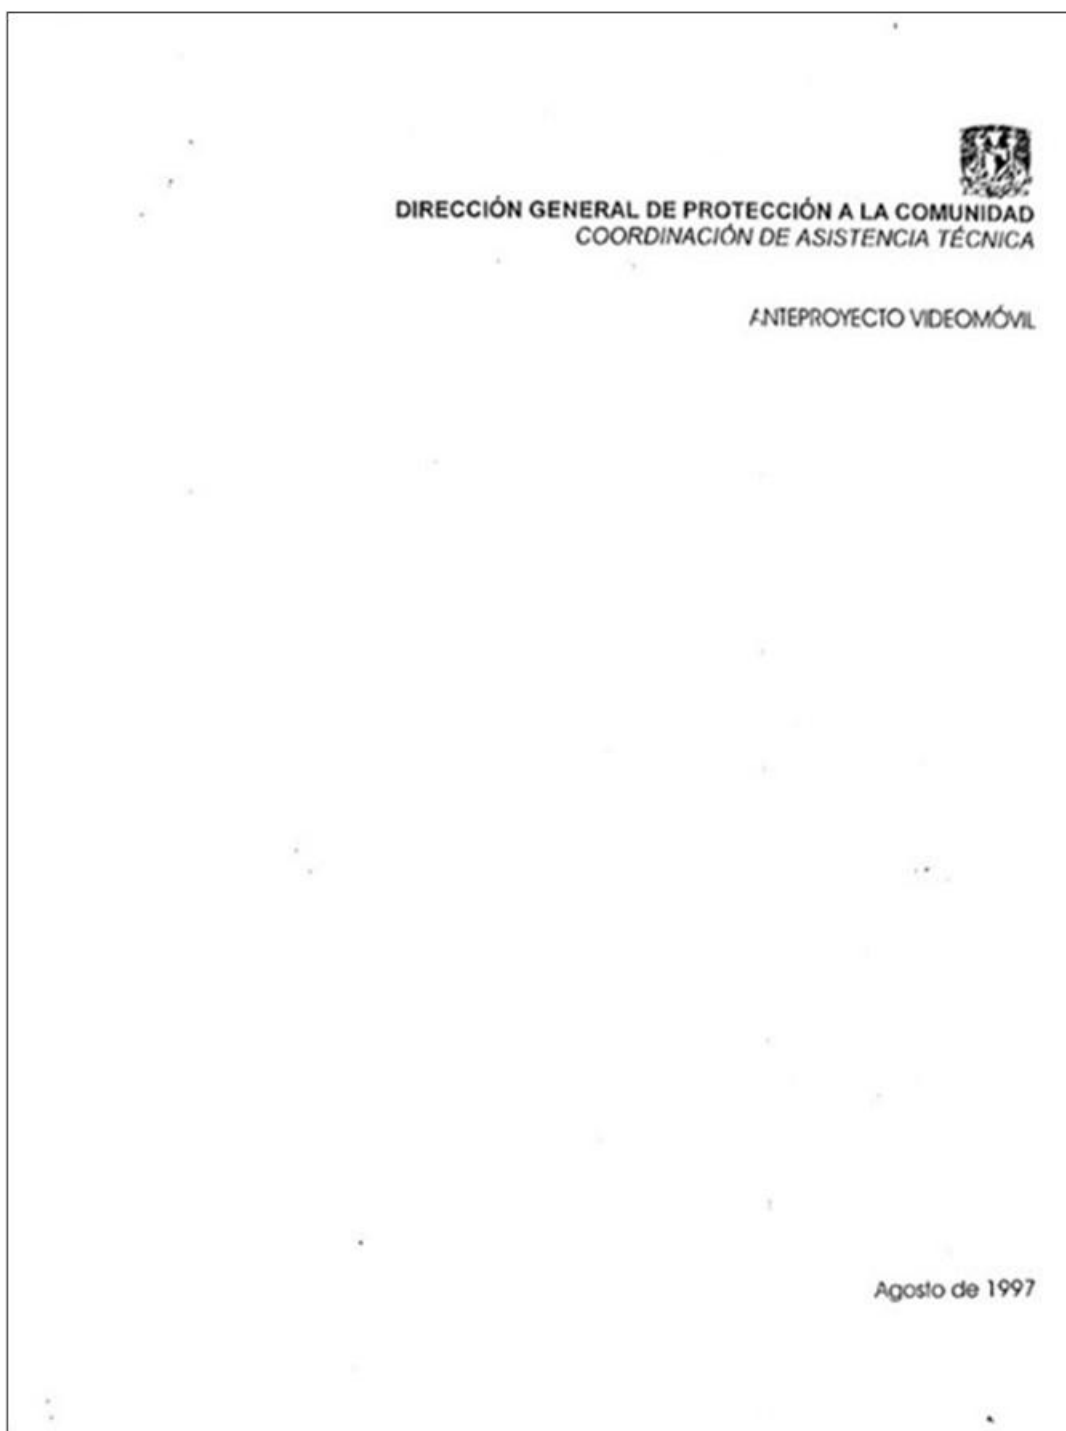 DIRECCIÓN GENERAL DE PROTECCIÓN A LA COMUNIDAD
COORDINACIÓN DE ASISTENCIA TÉCNICA
ANTEPROYECTO VIDEOMÓVIL
Agosto de 1997